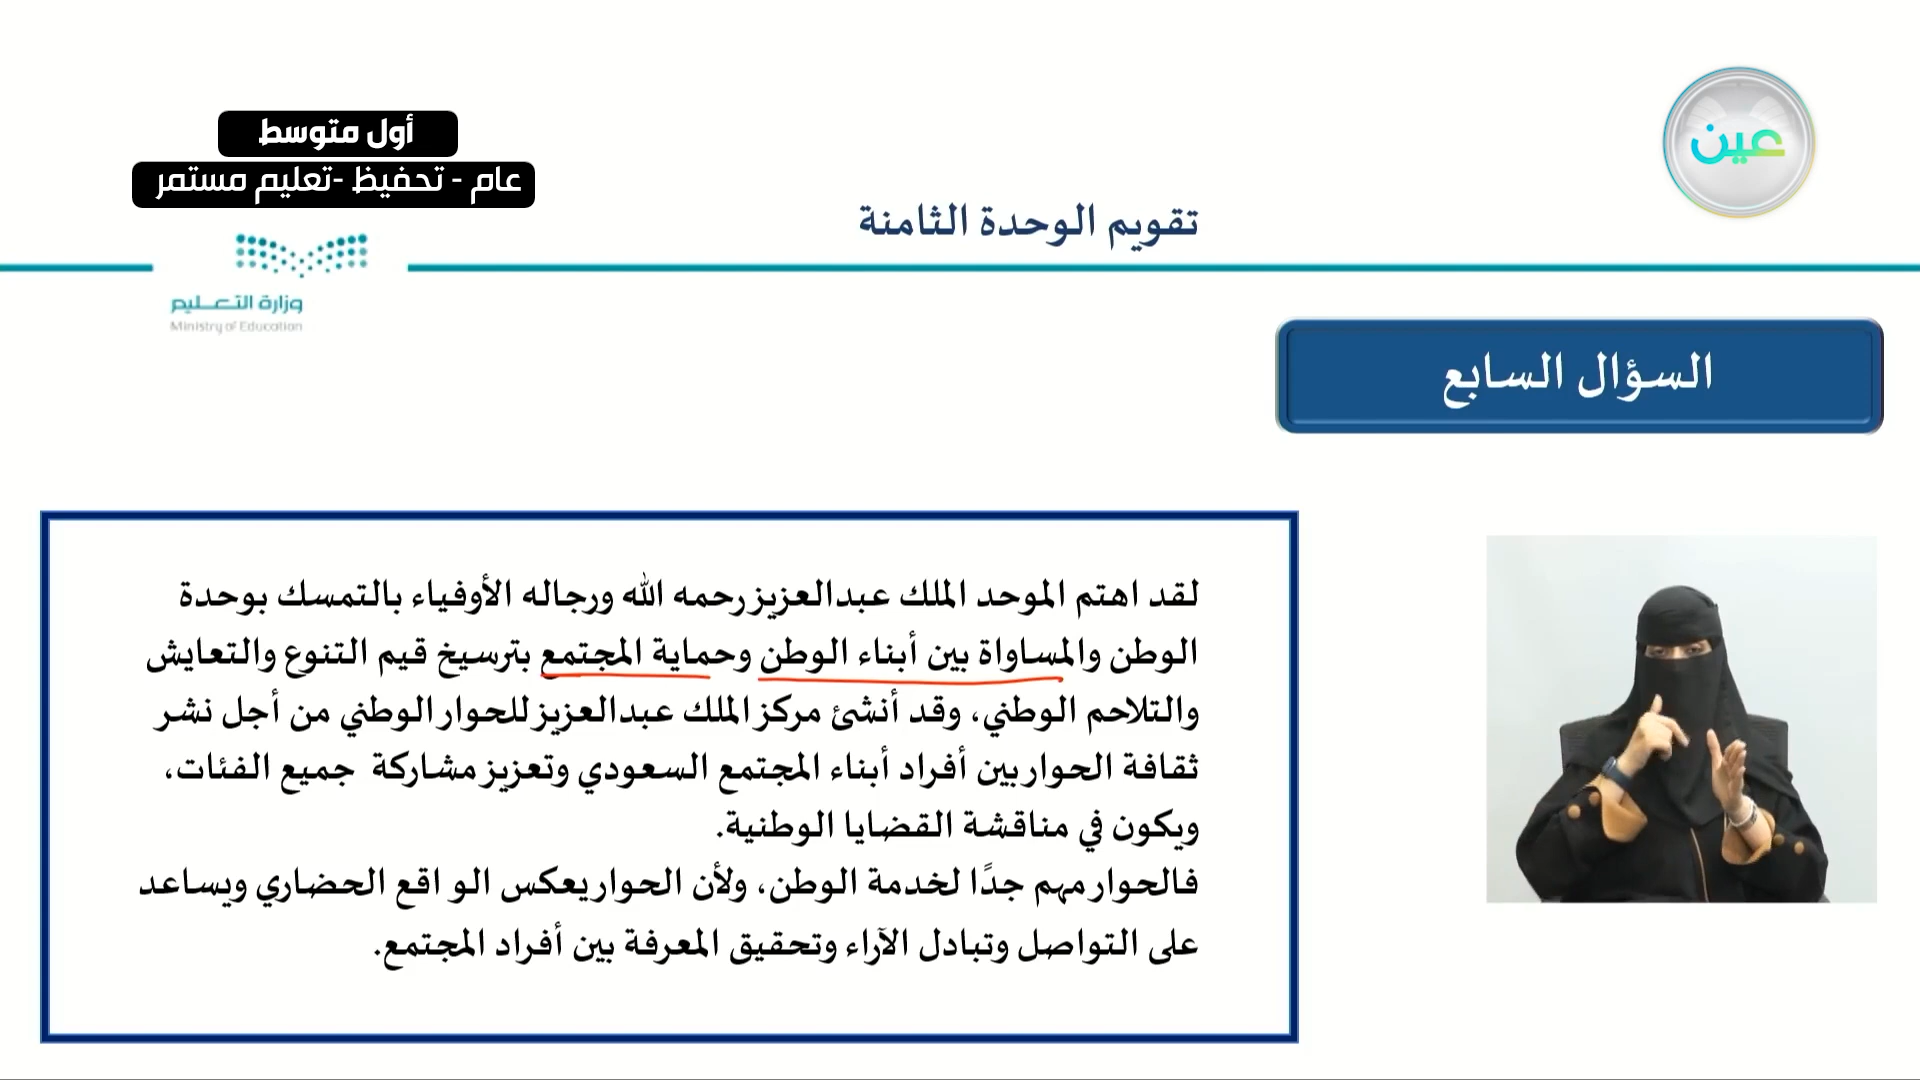 عين
أول متوسط
عام - تحفيظ -تعليم مستمر
تقويم الوحدة الثامنة
وزارة التعليم
Ministry of Education
السؤال السابع
لقد اهتم الموحد الملك عبدالعزيز رحمه الله ورجاله الأوفياء بالتمسك بوحدة
الوطن والمساواة بين أبناء الوطن وحماية المجتمع بترسيخ قيم التنوع والتعايش
والتلاحم الوطني، وقد أنشئ مركز الملك عبدالعزيز للحوار الوطني من أجل نشر
ثقافة الحوار بين أفراد أبناء المجتمع السعودي وتعزيز مشاركة جميع الفئات،
ويكون في مناقشة القضايا الوطنية.
فالحوار مهم جدًا لخدمة الوطن، ولأن الحوار يعكس الواقع الحضاري ويساعد
على التواصل وتبادل الآراء وتحقيق المعرفة بين أفراد المجتمع.